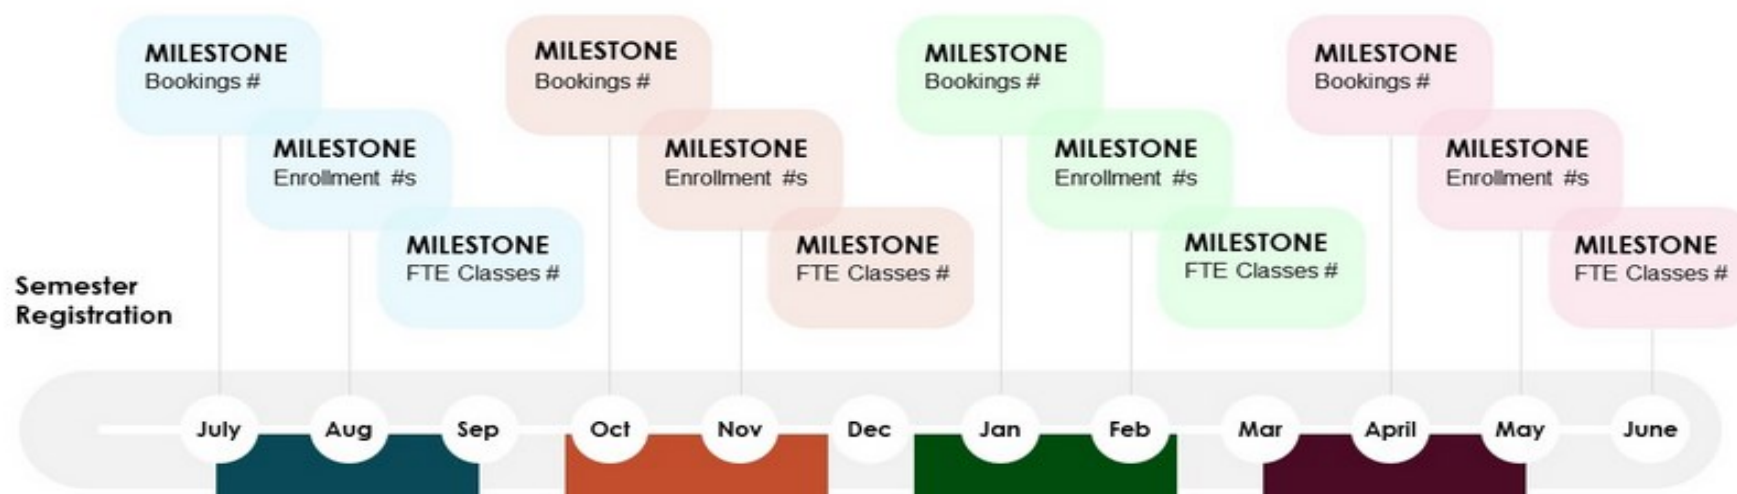 MILESTONE
Bookings #
MILESTONE
Enrollment #s
MILESTONE
FTE Classes #
MILESTONE
Bookings #
MILESTONE
Enrollment #s
MILESTONE
FTE Classes #
MILESTONE
Bookings #
MILESTONE
Enrollment #s
MILESTONE
FTE Classes #
MILESTONE
Bookings #
MILESTONE
Enrollment #s
MILESTONE
FTE Classes #
Semester
Registration
July Aug Sep Oct Nov Dec Jan Feb Mar April May June